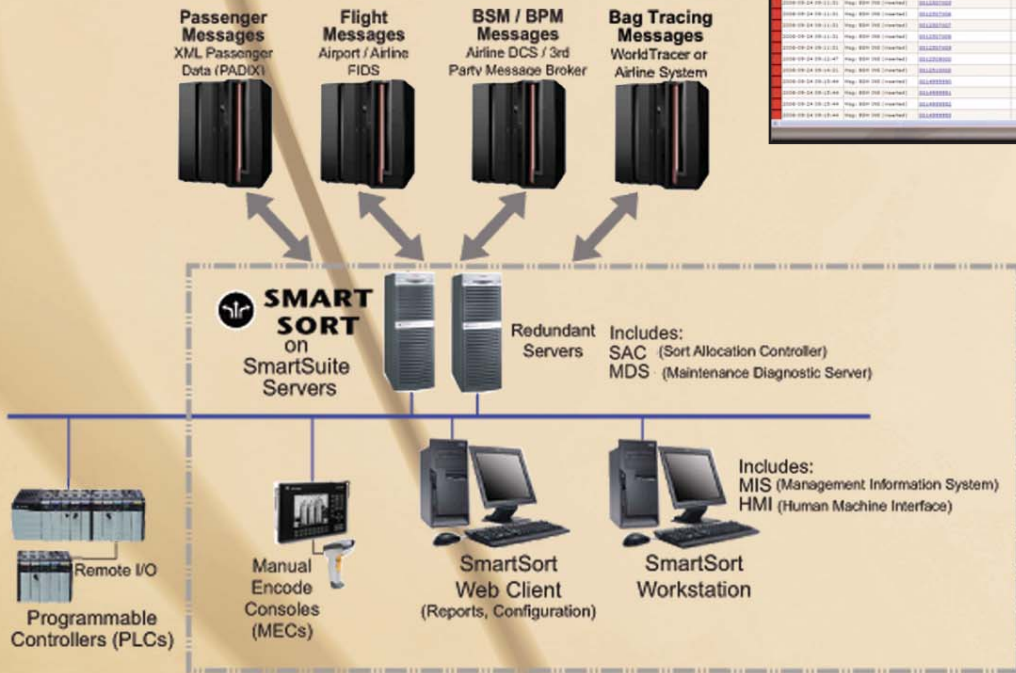 Passenger
Messages
XML Passenger
Data (PADIX)
Flight
Messages
Airport / Airline
FIDS
BSM / BPM
Messages
Airline DCS / 3rd
Party Message Broker
Bag Tracing
Messages
WorldTracer or
Airline System
SMART
SORT
on
SmartSuite
Servers
Redundant
Servers
Includes:
SAC (Sort Allocation Controller)
MDS (Maintenance Diagnostic Server)
Remote I/O
Programmable
Controllers (PLCs)
Manual
Encode
Consoles
(MECs)
SmartSort
Web Client
(Reports, Configuration)
SmartSort
Workstation
Includes:
MIS (Management Information System)
HMI (Human Machine Interface)